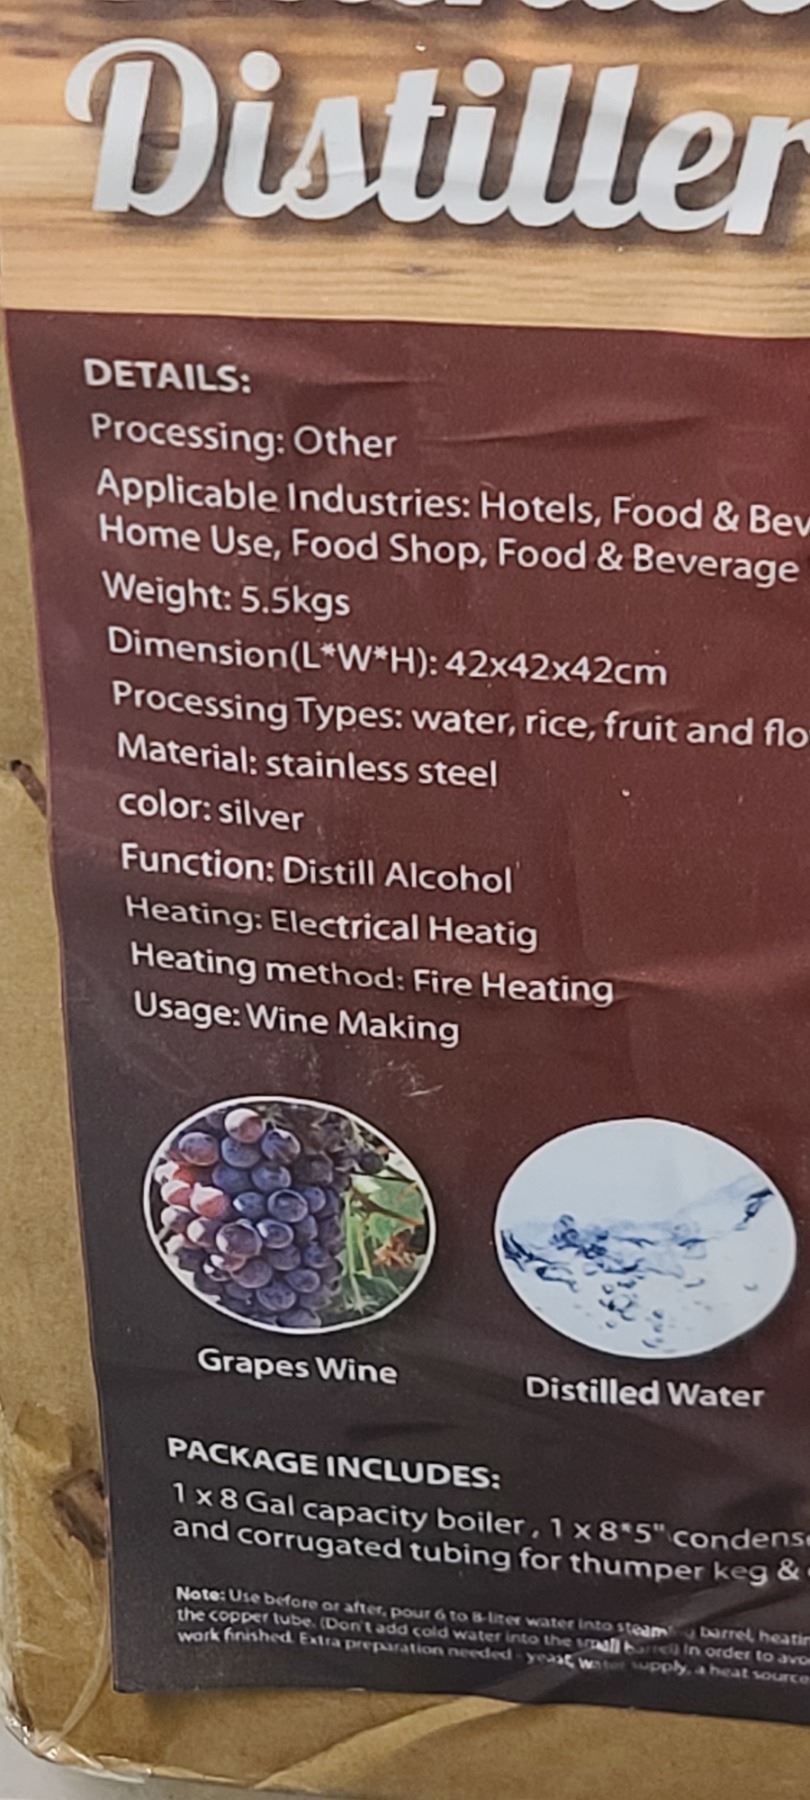 Distiller
DETAILS:
Processing: Other
Applicable Industries: Hotels, Food & Bev
Home Use, Food Shop, Food & Beverage
Weight: 5.5kgs
Dimension(L*W*H): 42x42x42cm
Processing Types: water, rice, fruit and flo
Material: stainless steel
color: silver
Function: Distill Alcohol
Heating: Electrical Heatig
Heating method: Fire Heating
Usage: Wine Making
Grapes Wine
Distilled Water
PACKAGE INCLUDES:
1 x 8 Gal capacity boiler , 1 x 8*5" condens
and corrugated tubing for thumper keg &
Note: Use before or after, pour 6 to 8-liter water into barrel, heatin
the copper tube. (Don't add cold water into the small barrel) In order to avo
work finished. Extra preparation needed - yeast, water supply, a heat source